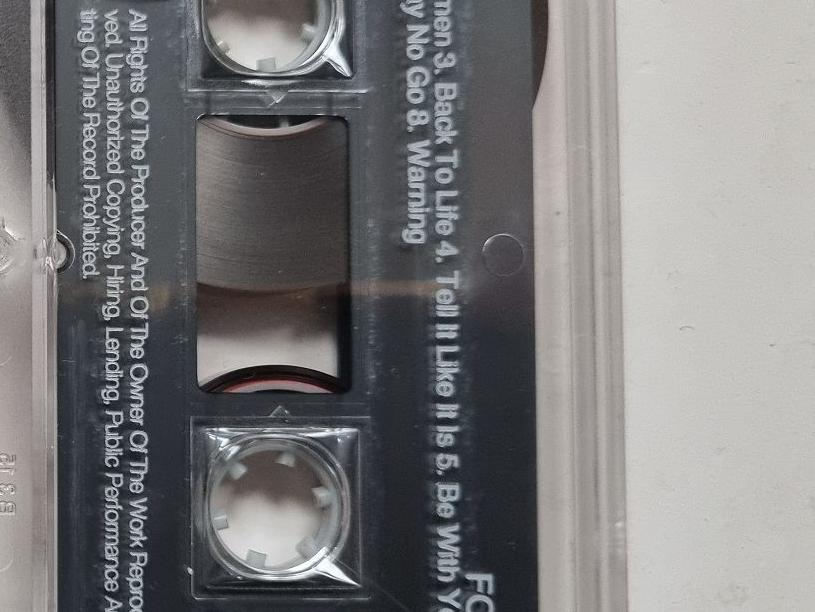 FO
men 3. Back To Life 4. Tell It Like It Is 5. Be With Yo
y No Go 8. Warning
All Rights Of The Producer And Of The Owner Of The Work Reprod
ved. Unauthorized Copying, Hiring, Lending, Public Performance A
ting Of The Record Prohibited.